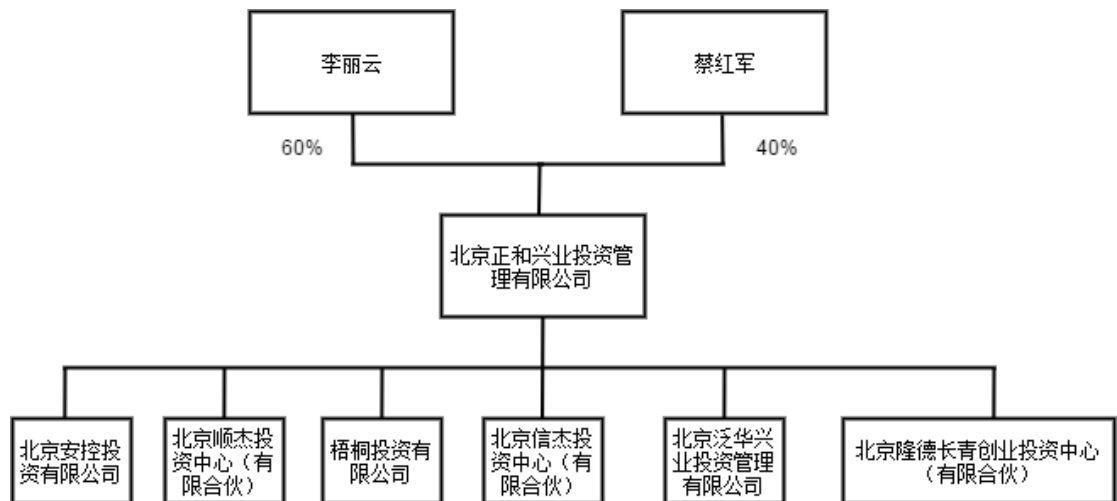 李丽云
蔡红军
60%
40%
北京正和兴业投资管
理有限公司
北京安控投
资有限公司
北京顺杰投
资中心（有
限合伙）
梧桐投资有
限公司
北京信杰投
资中心（有
限合伙）
北京泛华兴
业投资管理
有限公司
北京隆德长青创业投资中心
（有限合伙）